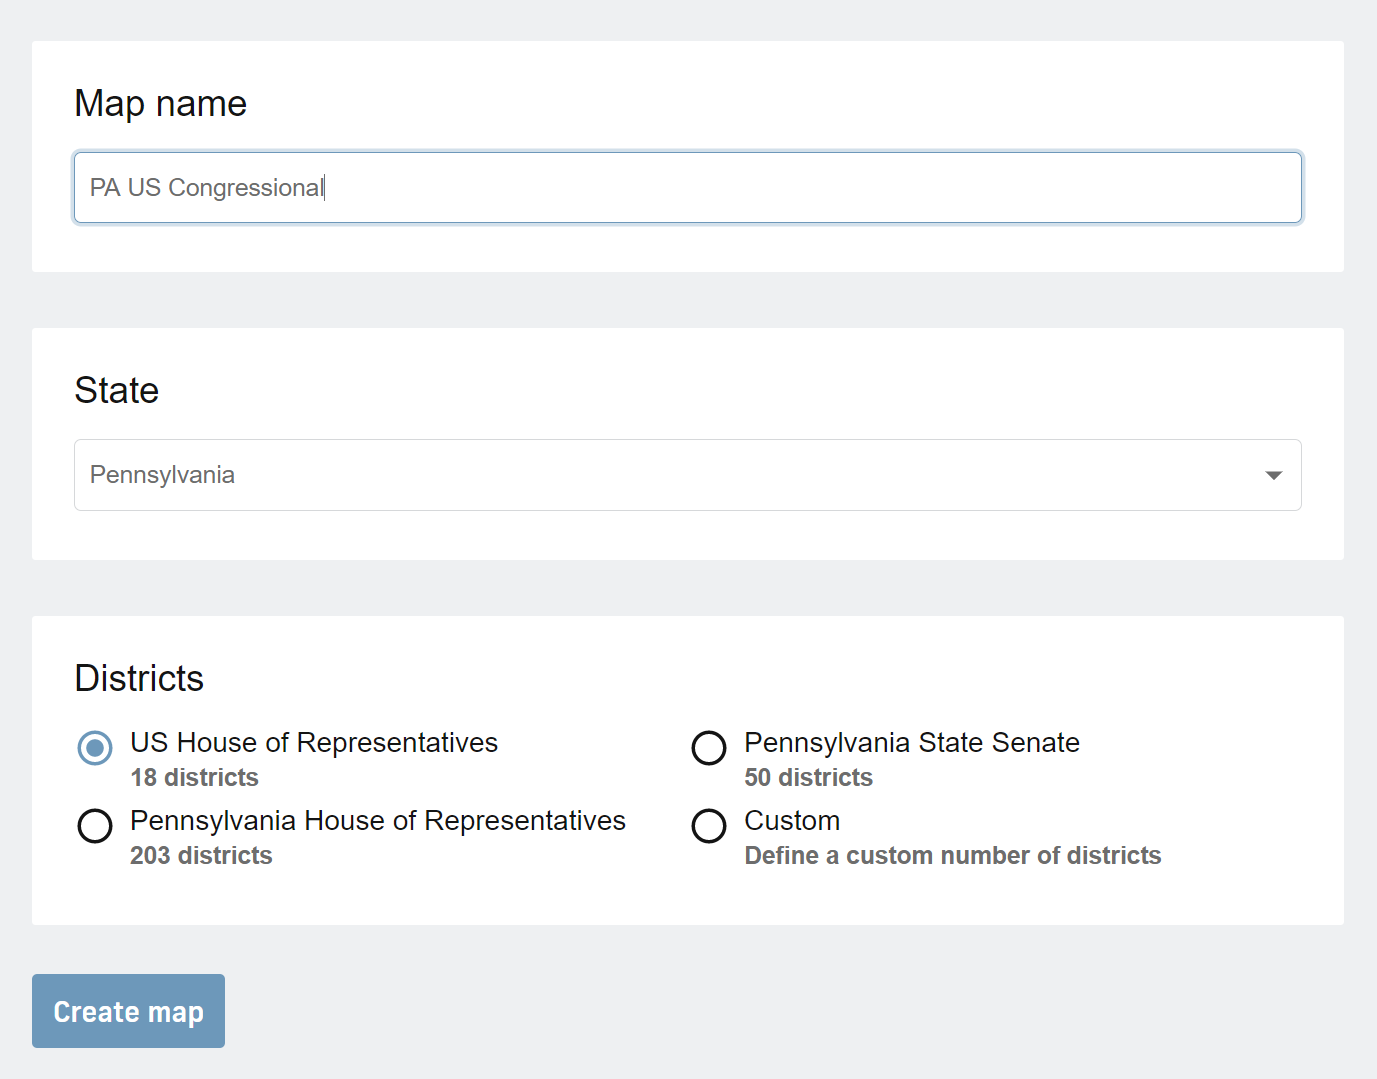 Map name
PA US Congressional
State
Pennsylvania
Districts
US House of Representatives
18 districts
Pennsylvania State Senate
50 districts
Pennsylvania House of Representatives
203 districts
Custom
Define a custom number of districts
Create map